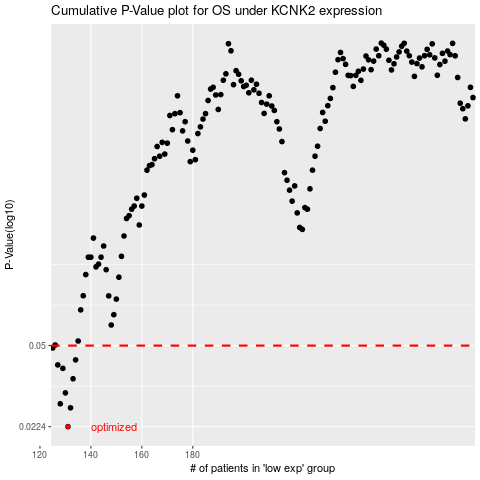 Cumulative P-Value plot for OS under KCNK2 expression
P-Value(log10)
0.05
0.0224
optimized
120 140 160 180
# of patients in 'low exp' group